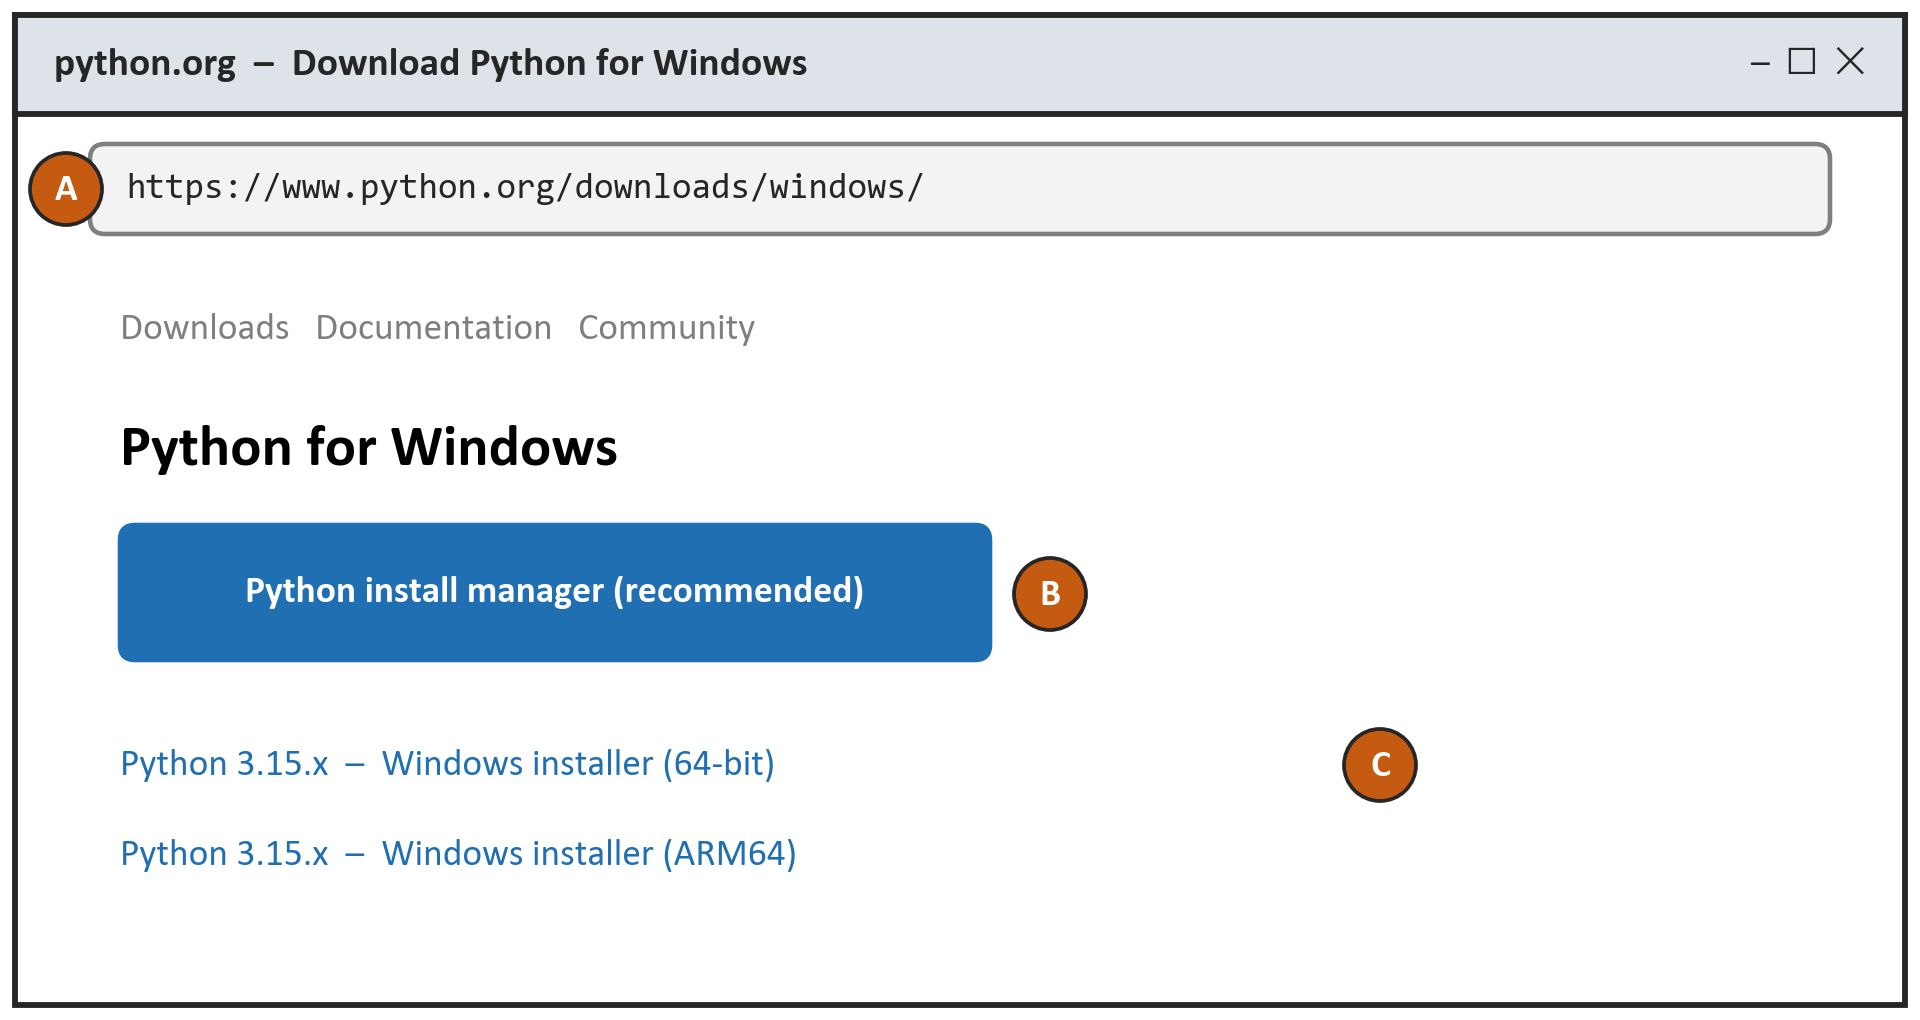 python.org – Download Python for Windows
A https://www.python.org/downloads/windows/
Downloads Documentation Community
Python for Windows
Python install manager (recommended) B
Python 3.15.x – Windows installer (64-bit) C
Python 3.15.x – Windows installer (ARM64)